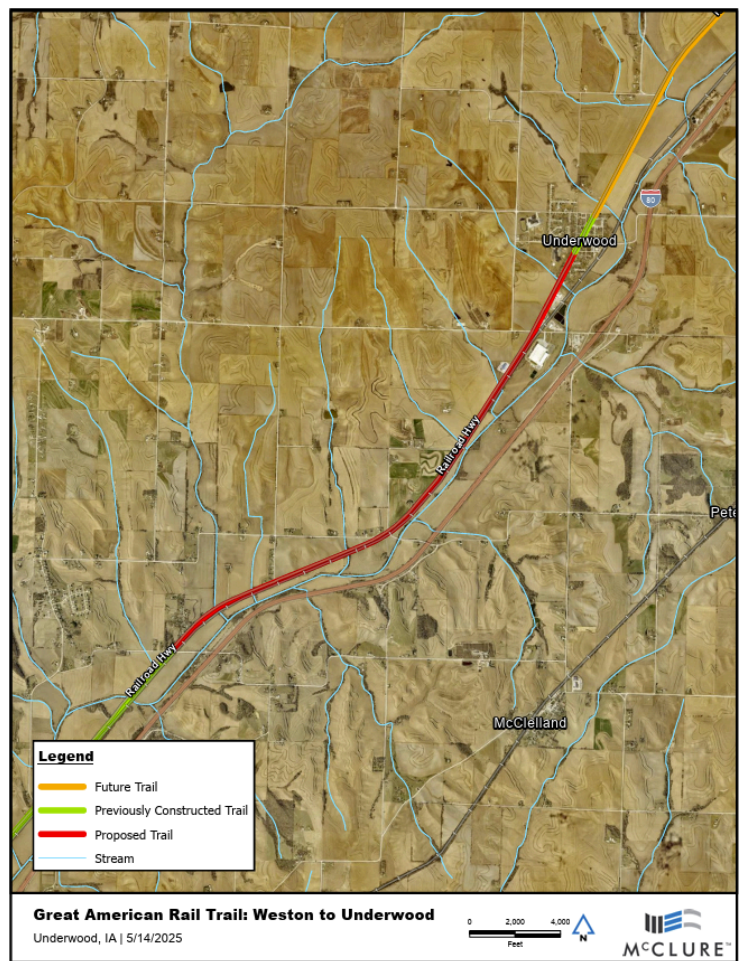 80
Underwood
Railroad Hwy
Pete
Railroad Hwy
McClelland
Legend
Future Trail
Previously Constructed Trail
Proposed Trail
Stream
Great American Rail Trail: Weston to Underwood
Underwood, IA | 5/14/2025
0 2,000 4,000
Feet
N
McCLURE™